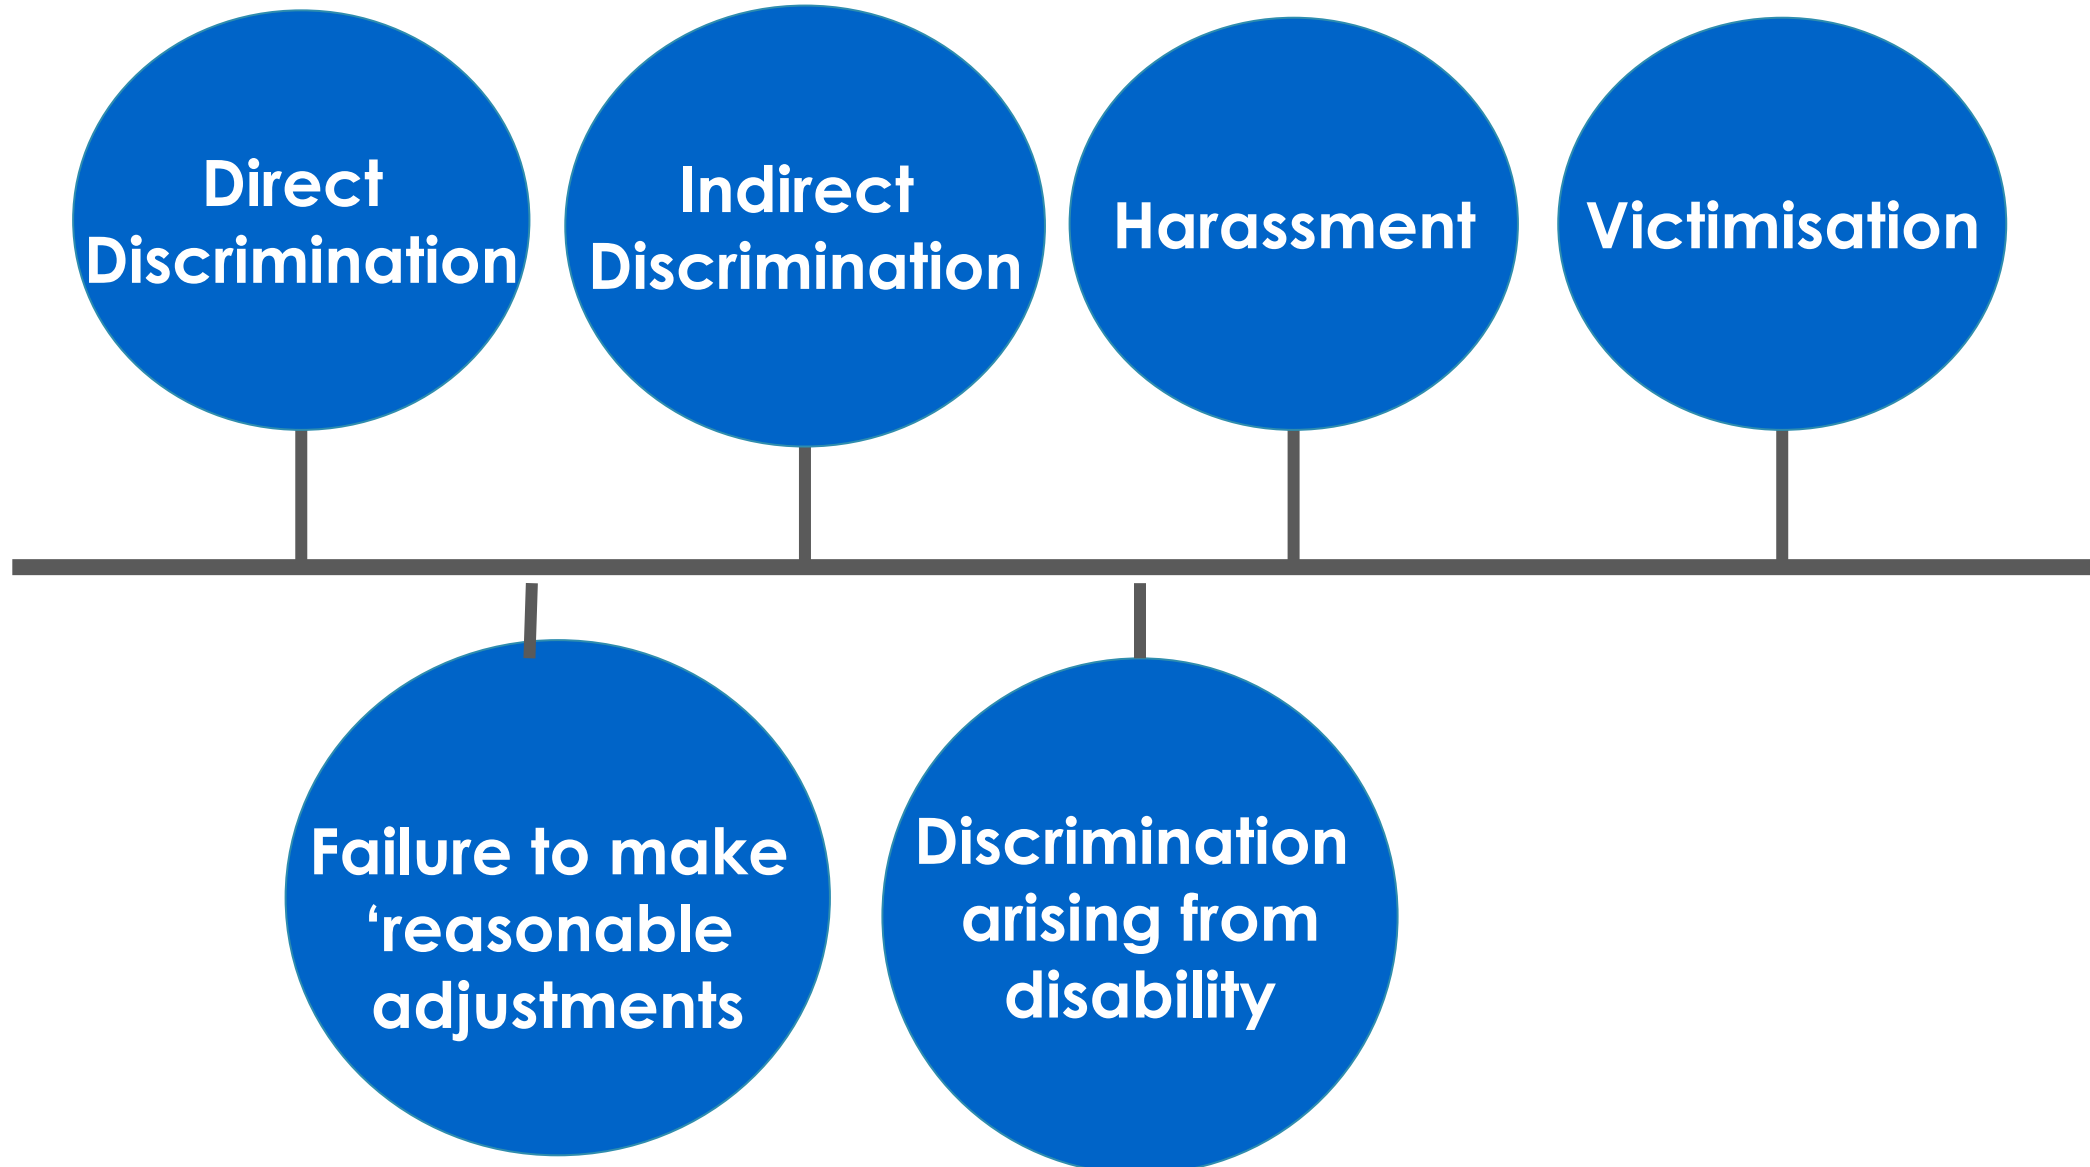 Direct
Discrimination
Indirect
Discrimination
Harassment
Victimisation
Failure to make
‘reasonable
adjustments
Discrimination
arising from
disability